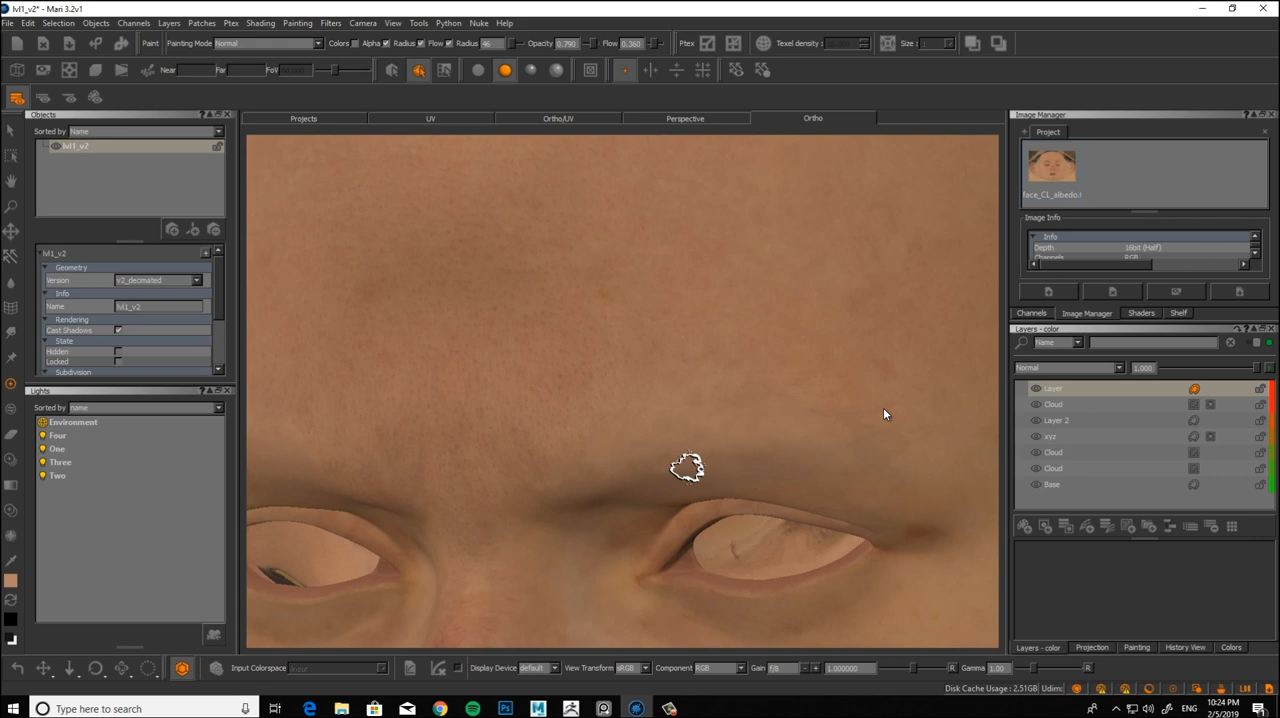 lvl1_v2* - Mari 3.2v1
File Edit Selection Objects Channels Layers Patches Ptex Shading Painting Filters Camera View Tools Python Nuke Help
Paint Painting Mode Normal Colors Alpha Radius Flow Radius 46 Opacity 0.790 Flow 0.360 Ptex Texel density: Size :
Near Far FoV
Objects
Sorted by Name
lvl1_v2
lvl1_v2
Geometry
Version v2_decimated
Info
Name lvl1_v2
Rendering
Cast Shadows
State
Hidden
Locked
Subdivision
Lights
Sorted by name
Environment
Four
One
Three
Two
Projects UV Ortho/UV Perspective Ortho
Image Manager
Project
face_CL_albedo.
Image Info
Info
Depth 16bit (Half)
Channels RGB
Channels Image Manager Shaders Shelf
Layers - color
Name
Normal 1.000
Layer
Cloud
Layer 2
xyz
Cloud
Cloud
Base
Layers - color Projection Painting History View Colors
Input Colorspace Display Device default View Transform sRGB Component RGB Gain f/8 1.000000 R Gamma 1.00 R
Disk Cache Usage : 2.51GB Udim:
Type here to search
ENG
10:24 PM
2/5/2019